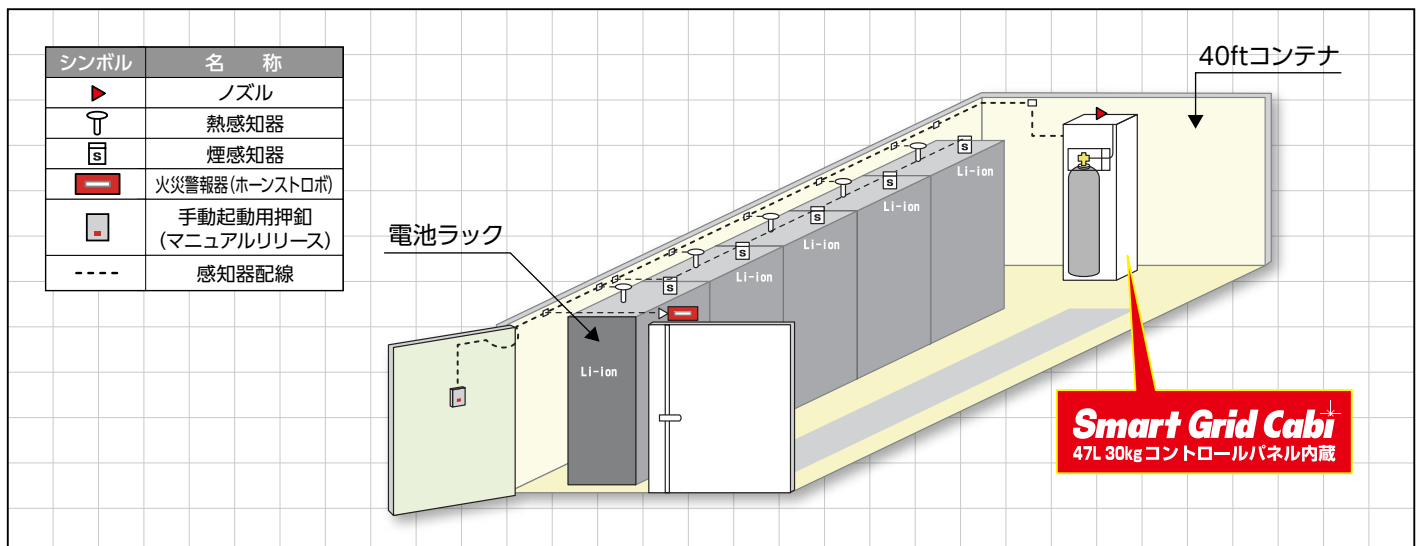 シンボル 名 称
ノズル
熱感知器
S 煙感知器
火災警報器(ホーンストロボ)
手動起動用押釦
(マニュアルリリース)
感知器配線
40ftコンテナ
電池ラック
S
Li-ion
S
Li-ion
S
Li-ion
S
Li-ion
S
Li-ion
Smart Grid Cabi
47L 30kgコントロールパネル内蔵